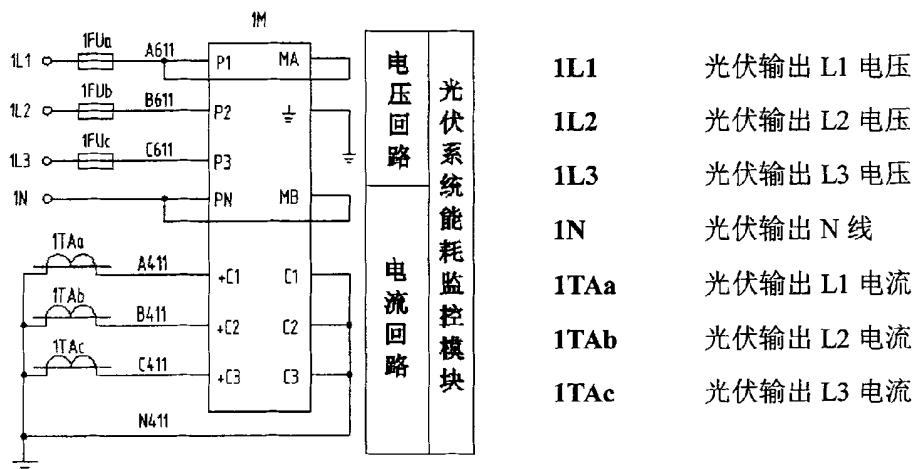 1M
1L1 1FUa A611 P1 MA
1L2 1FUb B611 P2
1L3 1FUc C611 P3
1N PN MB
1TAa A411 +C1 C1
1TAb B411 +C2 C2
1TAc C411 +C3 C3
N411
电压回路
电流回路
光伏系统能耗监控模块
1L1 光伏输出 L1 电压
1L2 光伏输出 L2 电压
1L3 光伏输出 L3 电压
1N 光伏输出 N 线
1TAa 光伏输出 L1 电流
1TAb 光伏输出 L2 电流
1TAc 光伏输出 L3 电流